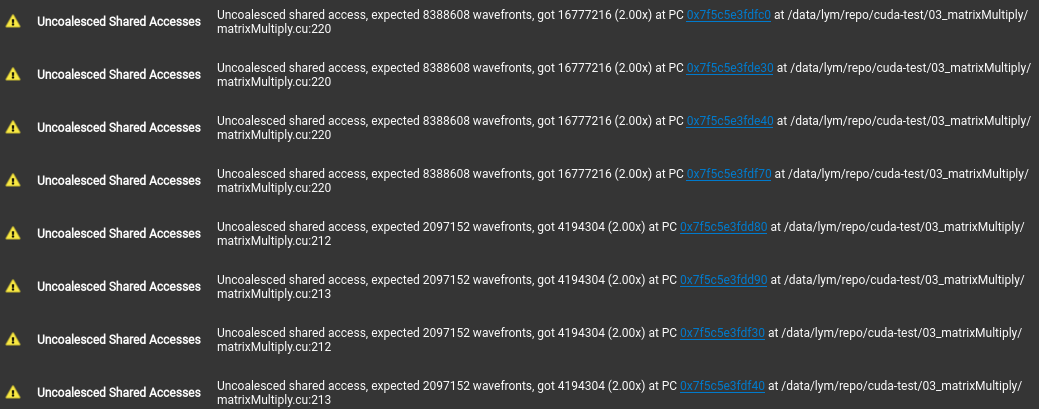 Uncoalesced Shared Accesses
Uncoalesced shared access, expected 8388608 wavefronts, got 16777216 (2.00x) at PC 0x7f5c5e3fdfc0 at /data/lym/repo/cuda-test/03_matrixMultiply/
matrixMultiply.cu:220
Uncoalesced Shared Accesses
Uncoalesced shared access, expected 8388608 wavefronts, got 16777216 (2.00x) at PC 0x7f5c5e3fde30 at /data/lym/repo/cuda-test/03_matrixMultiply/
matrixMultiply.cu:220
Uncoalesced Shared Accesses
Uncoalesced shared access, expected 8388608 wavefronts, got 16777216 (2.00x) at PC 0x7f5c5e3fde40 at /data/lym/repo/cuda-test/03_matrixMultiply/
matrixMultiply.cu:220
Uncoalesced Shared Accesses
Uncoalesced shared access, expected 8388608 wavefronts, got 16777216 (2.00x) at PC 0x7f5c5e3fdf70 at /data/lym/repo/cuda-test/03_matrixMultiply/
matrixMultiply.cu:220
Uncoalesced Shared Accesses
Uncoalesced shared access, expected 2097152 wavefronts, got 4194304 (2.00x) at PC 0x7f5c5e3fdd80 at /data/lym/repo/cuda-test/03_matrixMultiply/
matrixMultiply.cu:212
Uncoalesced Shared Accesses
Uncoalesced shared access, expected 2097152 wavefronts, got 4194304 (2.00x) at PC 0x7f5c5e3fdd90 at /data/lym/repo/cuda-test/03_matrixMultiply/
matrixMultiply.cu:213
Uncoalesced Shared Accesses
Uncoalesced shared access, expected 2097152 wavefronts, got 4194304 (2.00x) at PC 0x7f5c5e3fdf30 at /data/lym/repo/cuda-test/03_matrixMultiply/
matrixMultiply.cu:212
Uncoalesced Shared Accesses
Uncoalesced shared access, expected 2097152 wavefronts, got 4194304 (2.00x) at PC 0x7f5c5e3fdf40 at /data/lym/repo/cuda-test/03_matrixMultiply/
matrixMultiply.cu:213